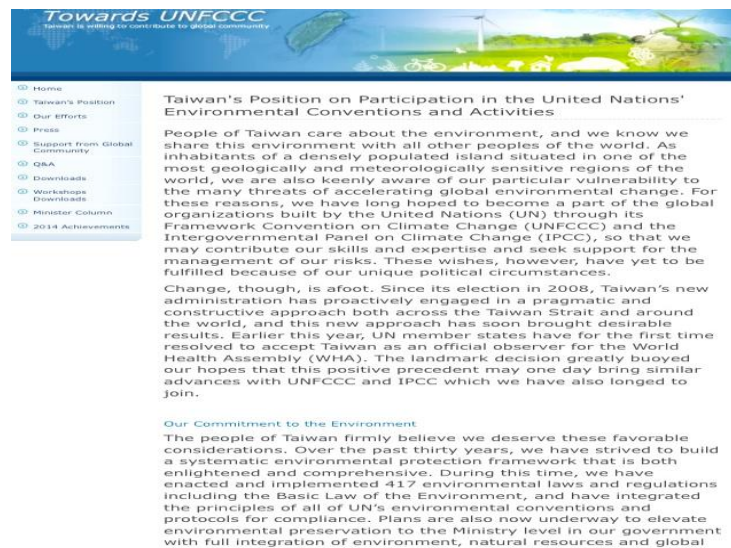 Towards UNFCCC
Taiwan is willing to contribute to global community
Home
Taiwan's Position
Our Efforts
Press
Support from Global
Community
Q&A
Downloads
Workshops
Downloads
Minister Column
2014 Achievements
Taiwan's Position on Participation in the United Nations'
Environmental Conventions and Activities
People of Taiwan care about the environment, and we know we
share this environment with all other peoples of the world. As
inhabitants of a densely populated island situated in one of the
most geologically and meteorologically sensitive regions of the
world, we are also keenly aware of our particular vulnerability to
the many threats of accelerating global environmental change. For
these reasons, we have long hoped to become a part of the global
organizations built by the United Nations (UN) through its
Framework Convention on Climate Change (UNFCCC) and the
Intergovernmental Panel on Climate Change (IPCC), so that we
may contribute our skills and expertise and seek support for the
management of our risks. These wishes, however, have yet to be
fulfilled because of our unique political circumstances.
Change, though, is afoot. Since its election in 2008, Taiwan's new
administration has proactively engaged in a pragmatic and
constructive approach both across the Taiwan Strait and around
the world, and this new approach has soon brought desirable
results. Earlier this year, UN member states have for the first time
resolved to accept Taiwan as an official observer for the World
Health Assembly (WHA). The landmark decision greatly buoyed
our hopes that this positive precedent may one day bring similar
advances with UNFCCC and IPCC which we have also longed to
join.
Our Commitment to the Environment
The people of Taiwan firmly believe we deserve these favorable
considerations. Over the past thirty years, we have strived to build
a systematic environmental protection framework that is both
enlightened and comprehensive. During this time, we have
enacted and implemented 417 environmental laws and regulations
including the Basic Law of the Environment, and have integrated
the principles of all of UN's environmental conventions and
protocols for compliance. Plans are also now underway to elevate
environmental preservation to the Ministry level in our government
with full integration of environment, natural resources and global